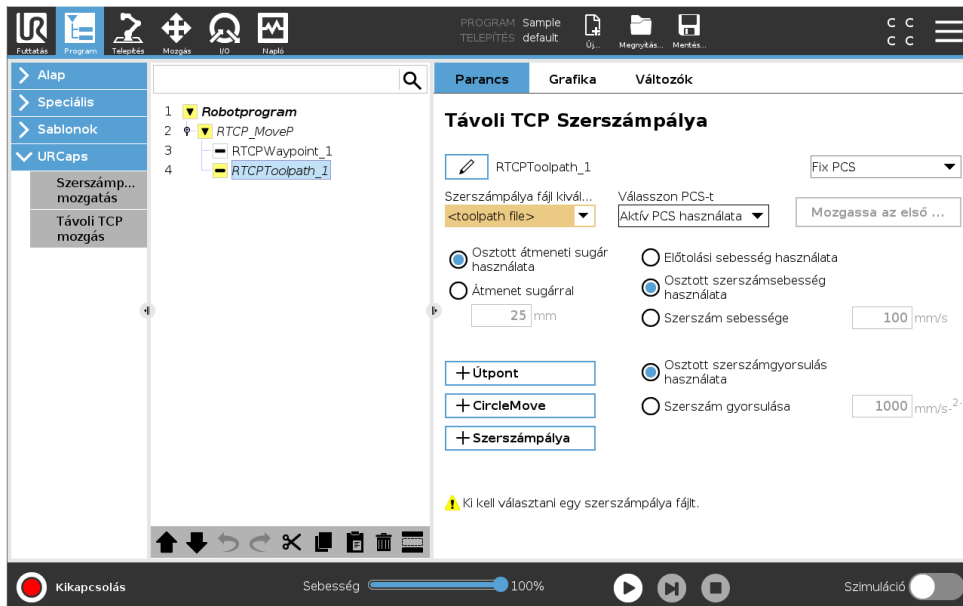 Futtatás
Program
Telepítés
Mozgás
I/O
Napló
PROGRAM Sample
TELEPÍTÉS default
Új...
Megnyitás...
Mentés...
C C
C C
Alap
Speciális
Sablonok
URCaps
Szerszámp...
mozgatás
Távoli TCP
mozgás
1 Robotprogram
2 RTCP_MoveP
3 RTCPWaypoint_1
4 RTCPToolpath_1
Parancs Grafika Változók
Távoli TCP Szerszámpálya
RTCPToolpath_1
Fix PCS
Szerszámpálya fájl kivál...
<toolpath file>
Válasszon PCS-t
Aktív PCS használata
Mozgassa az első ...
Osztott átmeneti sugár
használata
Átmenet sugárral
25 mm
Előtolási sebesség használata
Osztott szerszámsebesség
használata
Szerszám sebessége 100 mm/s
Osztott szerszámgyorsulás
használata
Szerszám gyorsulása 1000 mm/s-2-
+ Útpont
+ CircleMove
+ Szerszámpálya
Ki kell választani egy szerszámpálya fájlt.
Kikapcsolás
Sebesség 100%
Szimuláció